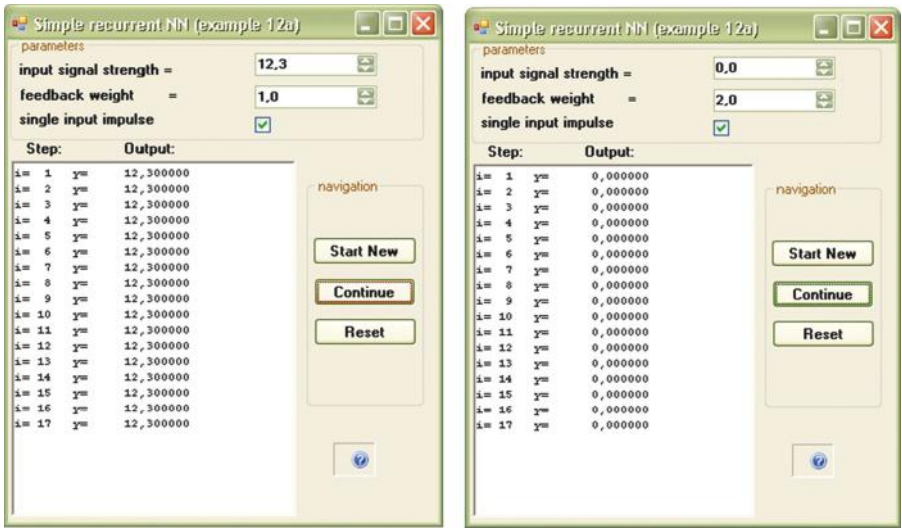 Simple recurrent NN (example 12a)
parameters
input signal strength = 12,3
feedback weight = 1,0
single input impulse
Step: Output:
i= 1 y= 12,300000
i= 2 y= 12,300000
i= 3 y= 12,300000
i= 4 y= 12,300000
i= 5 y= 12,300000
i= 6 y= 12,300000
i= 7 y= 12,300000
i= 8 y= 12,300000
i= 9 y= 12,300000
i= 10 y= 12,300000
i= 11 y= 12,300000
i= 12 y= 12,300000
i= 13 y= 12,300000
i= 14 y= 12,300000
i= 15 y= 12,300000
i= 16 y= 12,300000
i= 17 y= 12,300000
navigation
Start New
Continue
Reset
?
Simple recurrent NN (example 12a)
parameters
input signal strength = 0,0
feedback weight = 2,0
single input impulse
Step: Output:
i= 1 y= 0,000000
i= 2 y= 0,000000
i= 3 y= 0,000000
i= 4 y= 0,000000
i= 5 y= 0,000000
i= 6 y= 0,000000
i= 7 y= 0,000000
i= 8 y= 0,000000
i= 9 y= 0,000000
i= 10 y= 0,000000
i= 11 y= 0,000000
i= 12 y= 0,000000
i= 13 y= 0,000000
i= 14 y= 0,000000
i= 15 y= 0,000000
i= 16 y= 0,000000
i= 17 y= 0,000000
navigation
Start New
Continue
Reset
?